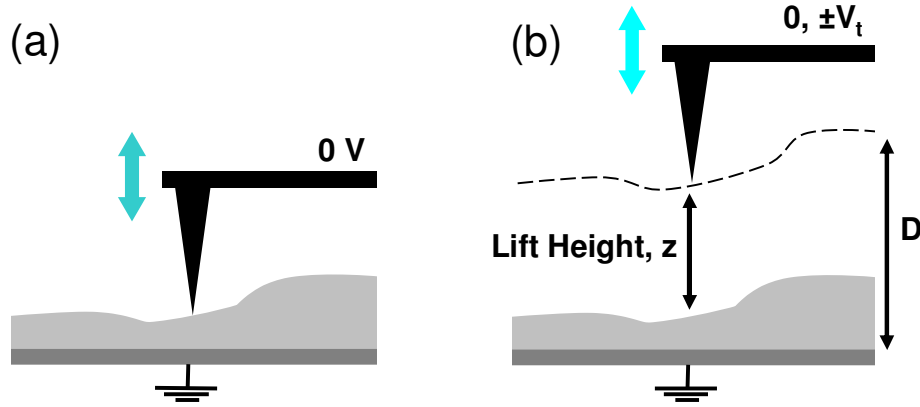 (a)
0 V
(b)
0, ±Vₜ
Lift Height, z
D